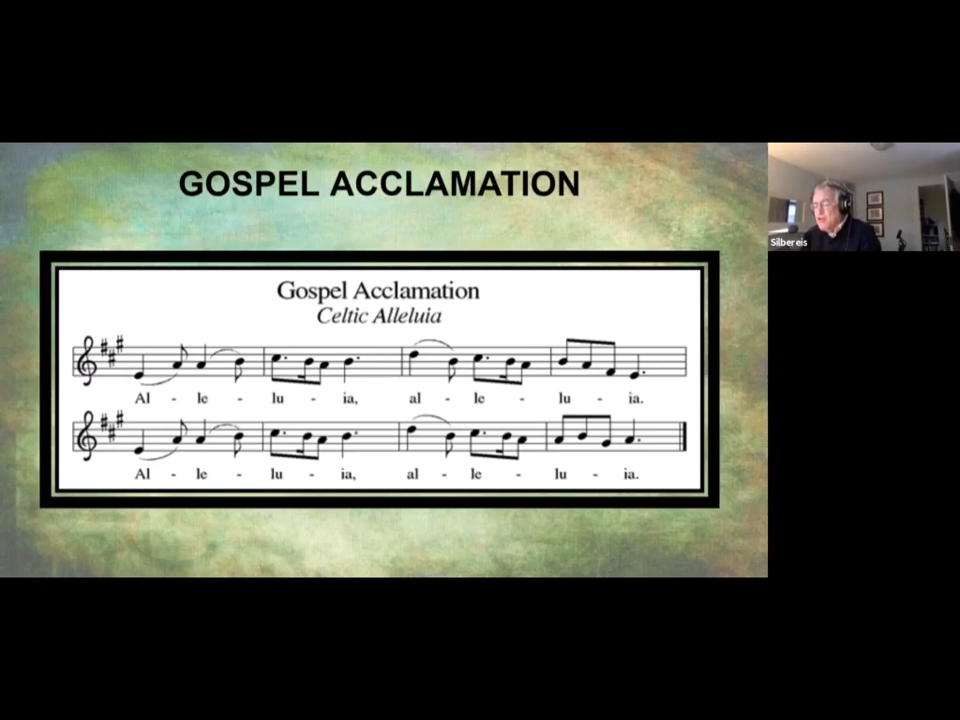 GOSPEL ACCLAMATION
Gospel Acclamation
Celtic Alleluia
Al - le - lu - ia, al - le - lu - ia.
Al - le - lu - ia, al - le - lu - ia.
Silbereis